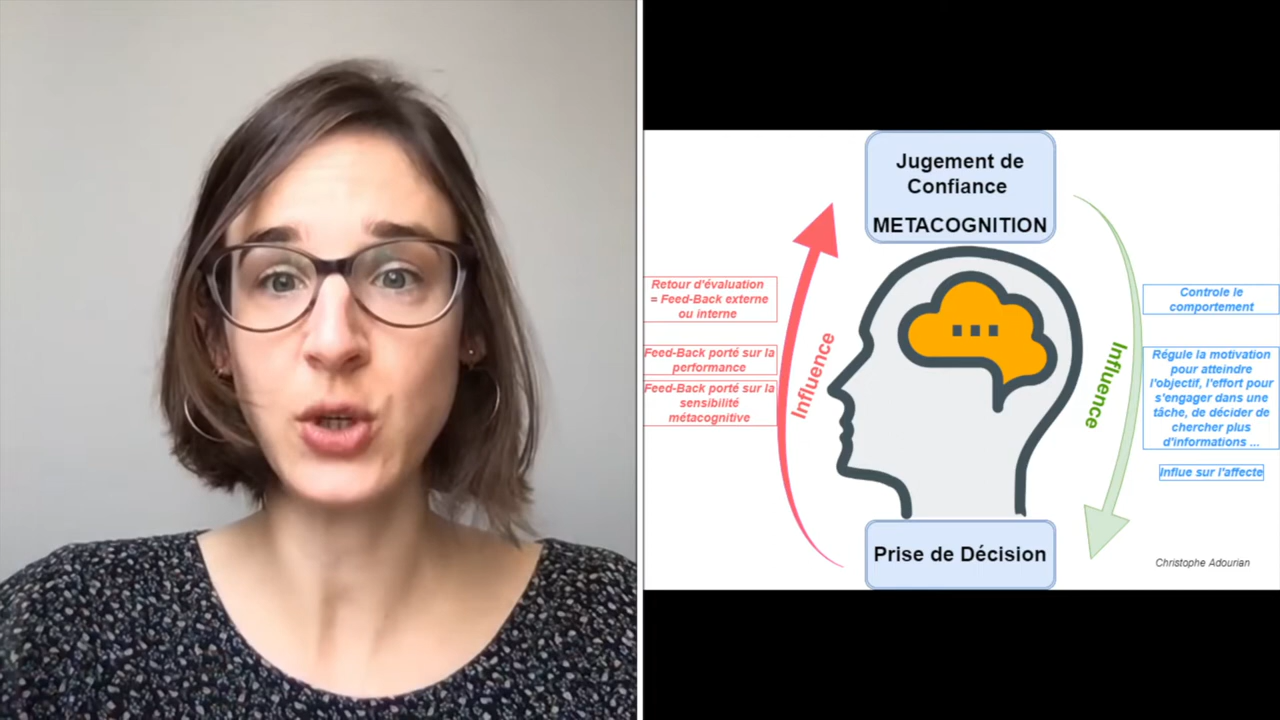 Jugement de
Confiance
METACOGNITION
Retour d'évaluation
= Feed-Back externe
ou interne
Feed-Back porté sur la
performance
Feed-Back porté sur la
sensibilité
métacognitive
Influence
Influence
Controle le
comportement
Régule la motivation
pour atteindre
l'objectif, l'effort pour
s'engager dans une
tâche, de décider de
chercher plus
d'informations ...
Influe sur l'affecte
Prise de Décision
Christophe Adourian